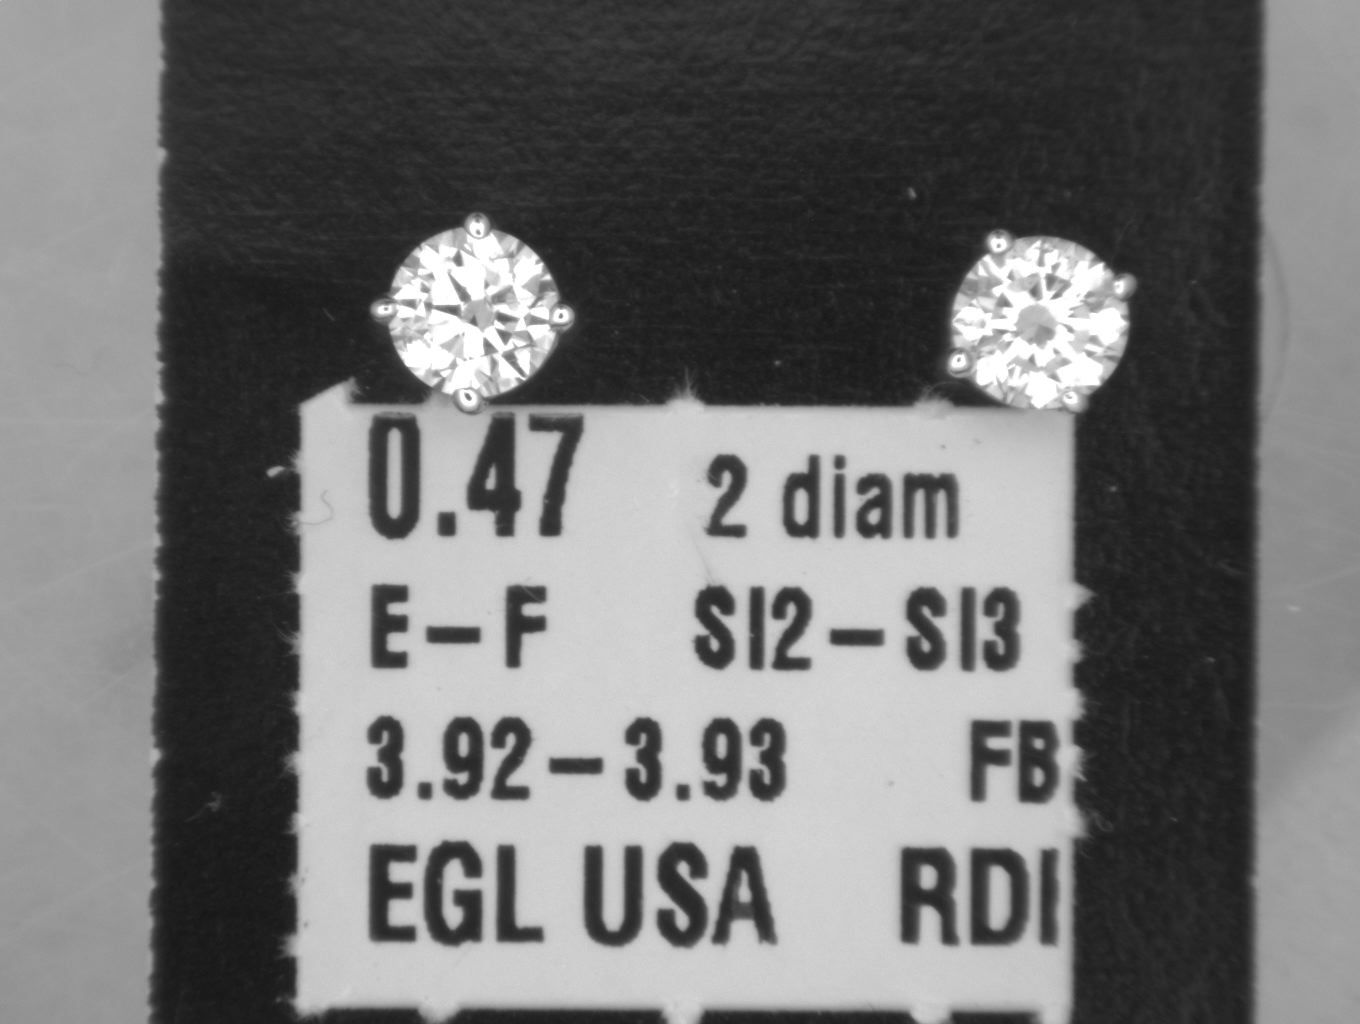 0.47 2 diam
E-F SI2-SI3
3.92-3.93 FB
EGL USA RDI